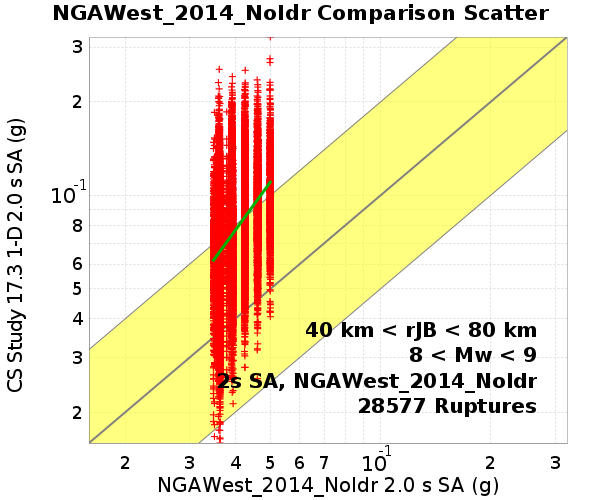 NGAWest_2014_NoIdr Comparison Scatter
CS Study 17.3 1-D 2.0 s SA (g)
3
2
10-1
8
6
5
4
3
2
40 km < rJB < 80 km
8 < Mw < 9
2s SA, NGAWest_2014_NoIdr
28577 Ruptures
2 3 4 5 6 7 10-1 2 3
NGAWest_2014_NoIdr 2.0 s SA (g)